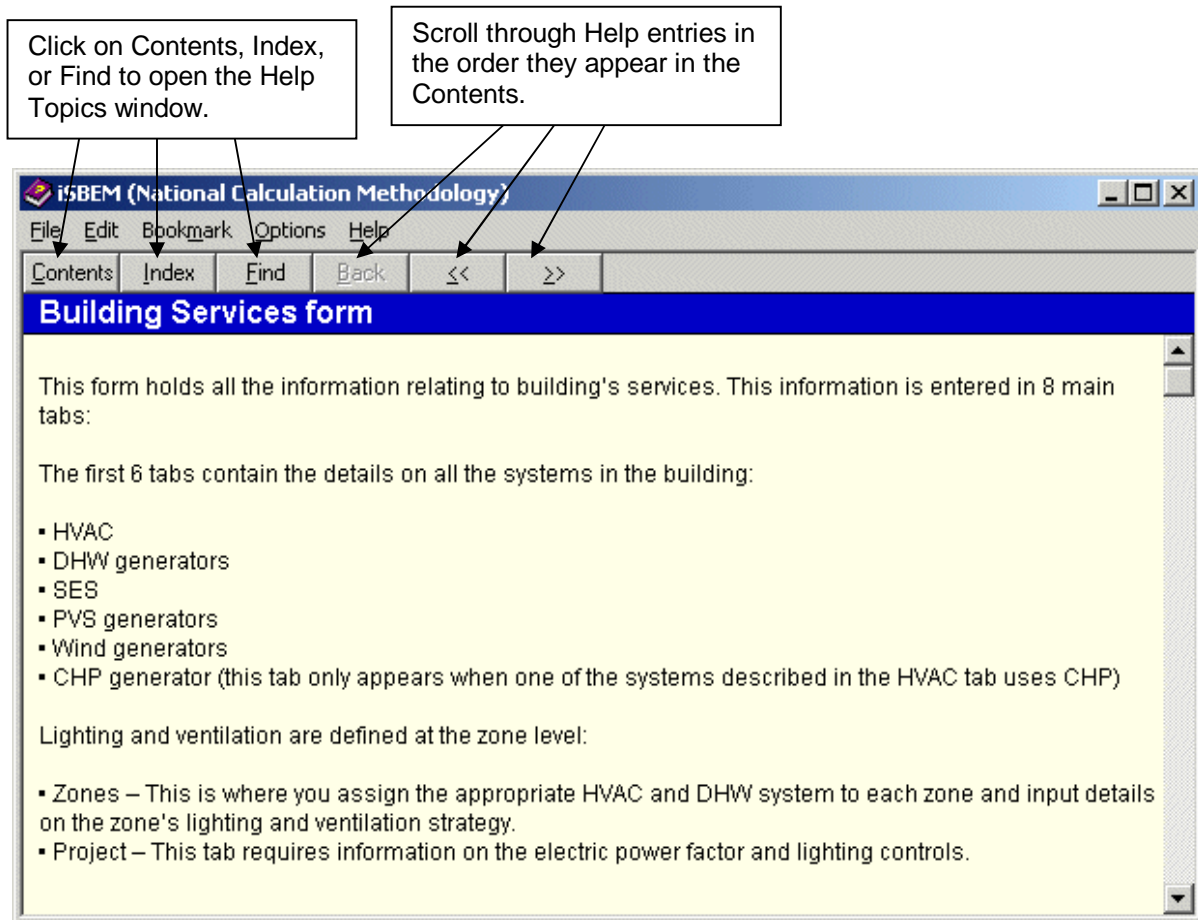 Click on Contents, Index,
or Find to open the Help
Topics window.
Scroll through Help entries in
the order they appear in the
Contents.
iSBEM (National Calculation Methodology)
File Edit Bookmark Options Help
Contents Index Find Back << >>
Building Services form
This form holds all the information relating to building's services. This information is entered in 8 main
tabs:
The first 6 tabs contain the details on all the systems in the building:
▪ HVAC
▪ DHW generators
▪ SES
▪ PVS generators
▪ Wind generators
▪ CHP generator (this tab only appears when one of the systems described in the HVAC tab uses CHP)
Lighting and ventilation are defined at the zone level:
▪ Zones – This is where you assign the appropriate HVAC and DHW system to each zone and input details
on the zone's lighting and ventilation strategy.
▪ Project – This tab requires information on the electric power factor and lighting controls.